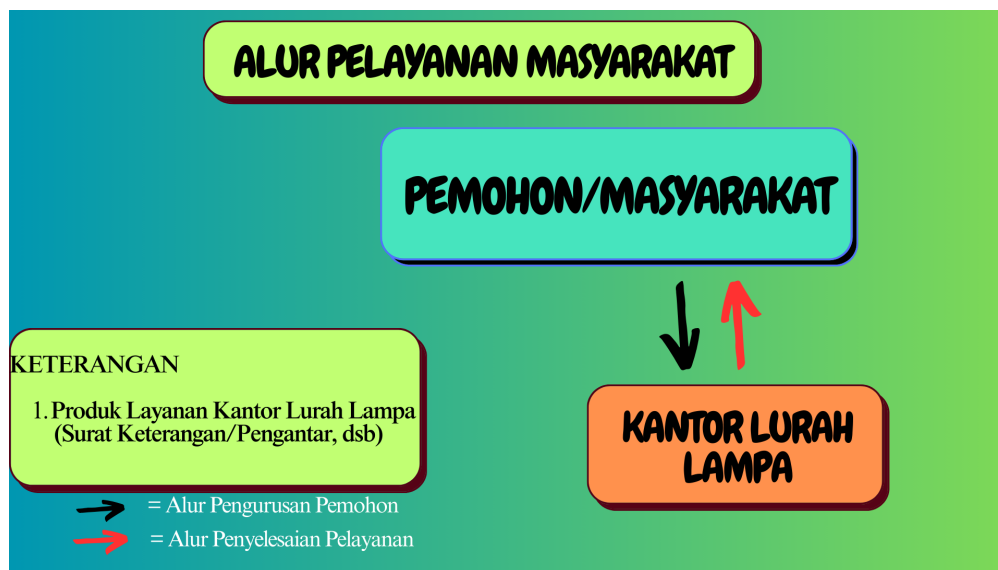 ALUR PELAYANAN MASYARAKAT
PEMOHON/MASYARAKAT
KANTOR LURAH
LAMPA
KETERANGAN
1. Produk Layanan Kantor Lurah Lampa
(Surat Keterangan/Pengantar, dsb)
= Alur Pengurusan Pemohon
= Alur Penyelesaian Pelayanan